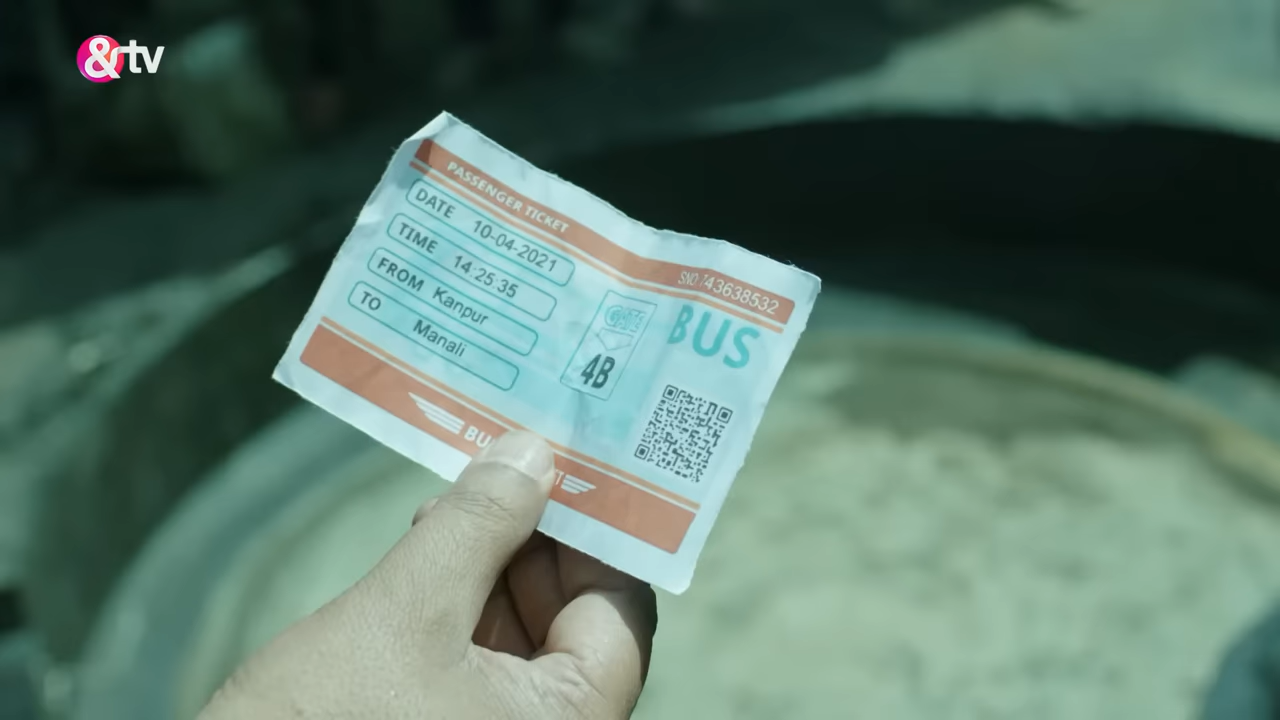 &tv
PASSENGER TICKET
SNO 743638532
DATE 10-04-2021
TIME 14:25:35
FROM Kanpur
TO Manali
GATE
4B
BUS